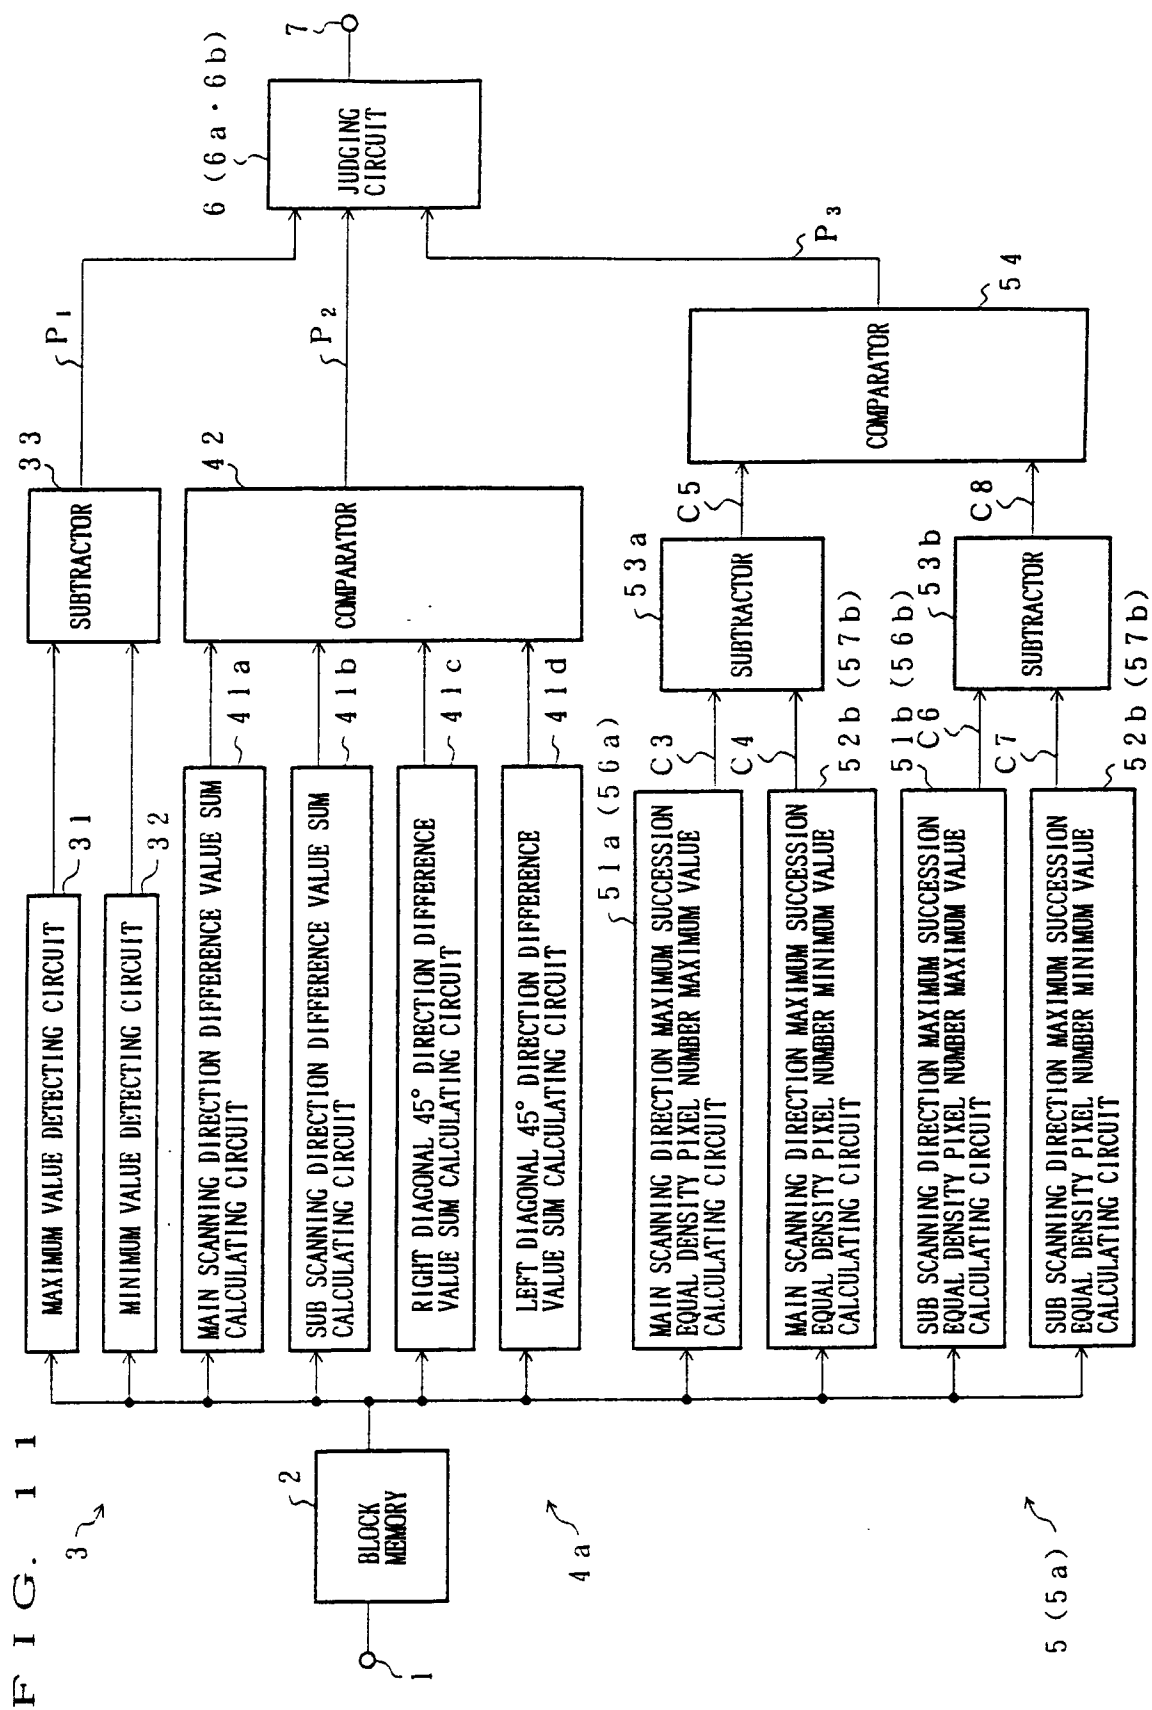 FIG. 11
3
1
2
BLOCK
MEMORY
4a
5 (5a)
MAXIMUM VALUE DETECTING CIRCUIT
31
MINIMUM VALUE DETECTING CIRCUIT
32
SUBTRACTOR
33
P1
MAIN SCANNING DIRECTION DIFFERENCE VALUE SUM
CALCULATING CIRCUIT
41a
SUB SCANNING DIRECTION DIFFERENCE VALUE SUM
CALCULATING CIRCUIT
41b
RIGHT DIAGONAL 45° DIRECTION DIFFERENCE
VALUE SUM CALCULATING CIRCUIT
41c
LEFT DIAGONAL 45° DIRECTION DIFFERENCE
VALUE SUM CALCULATING CIRCUIT
41d
COMPARATOR
42
P2
MAIN SCANNING DIRECTION MAXIMUM SUCCESSION
EQUAL DENSITY PIXEL NUMBER MAXIMUM VALUE
CALCULATING CIRCUIT
51a (56a)
C3
MAIN SCANNING DIRECTION MAXIMUM SUCCESSION
EQUAL DENSITY PIXEL NUMBER MINIMUM VALUE
CALCULATING CIRCUIT
C4
52b (57b)
SUBTRACTOR
53a
C5
SUB SCANNING DIRECTION MAXIMUM SUCCESSION
EQUAL DENSITY PIXEL NUMBER MAXIMUM VALUE
CALCULATING CIRCUIT
51b (56b)
C6
SUB SCANNING DIRECTION MAXIMUM SUCCESSION
EQUAL DENSITY PIXEL NUMBER MINIMUM VALUE
CALCULATING CIRCUIT
C7
52b (57b)
SUBTRACTOR
53b
C8
COMPARATOR
54
P3
6 (6a·6b)
JUDGING
CIRCUIT
7